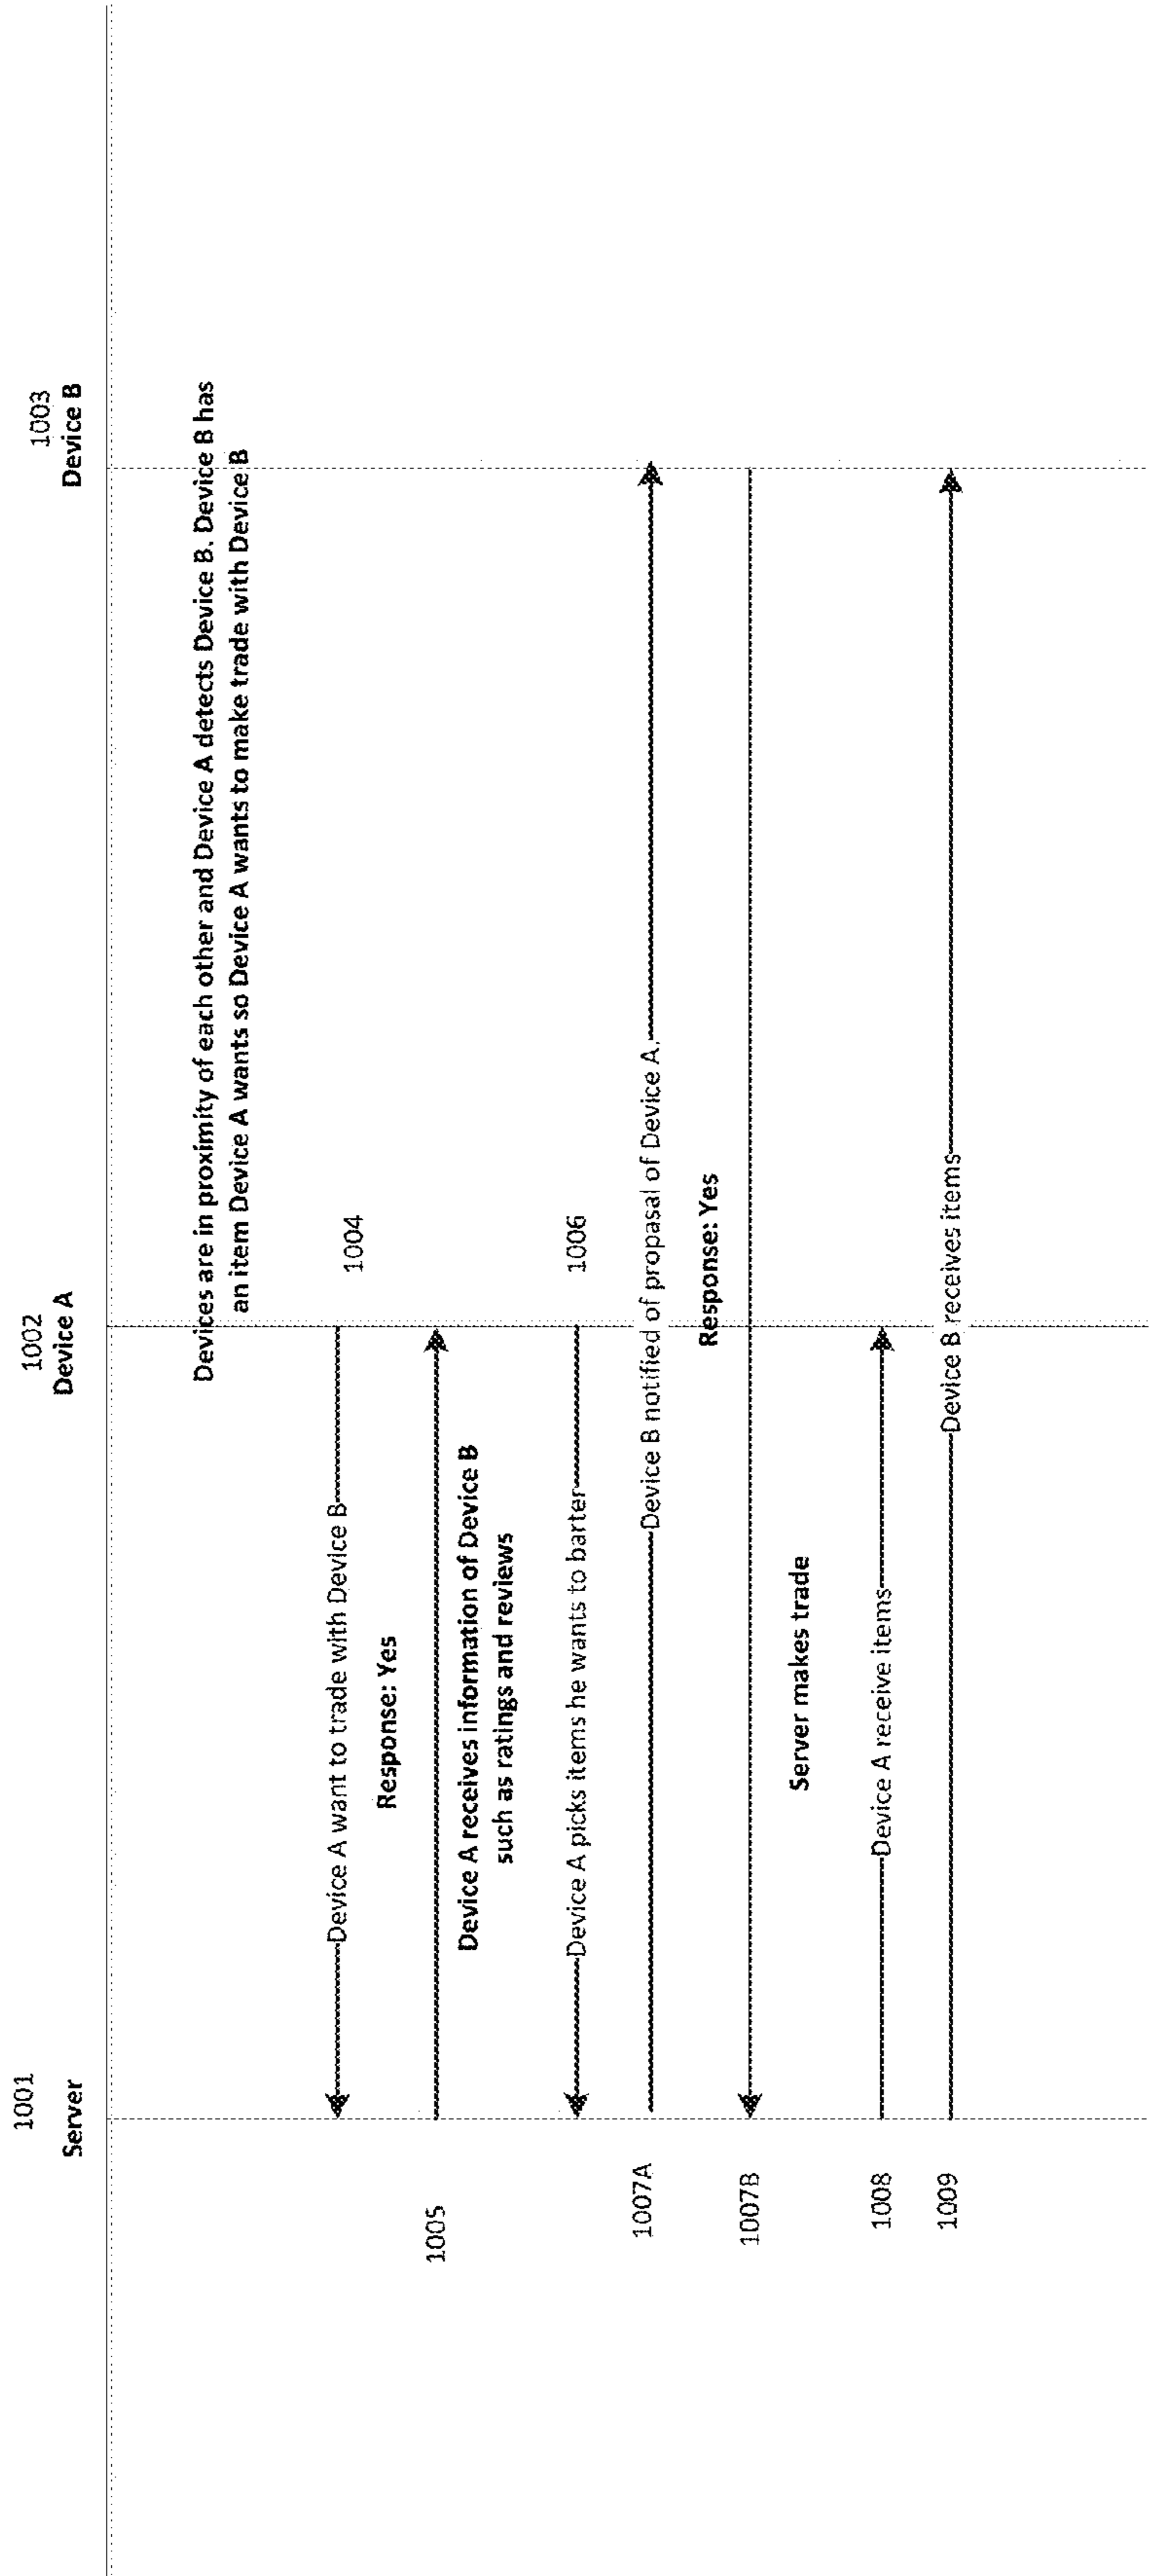 1001
Server
1002
Device A
1003
Device B
Devices are in proximity of each other and Device A detects Device B. Device B has
an item Device A wants so Device A wants to make trade with Device B
1004
Device A want to trade with Device B
Response: Yes
1005
Device A receives information of Device B
such as ratings and reviews
1006
Device A picks items he wants to barter
1007A
Device B notified of propasal of Device A.
Response: Yes
1007B
Server makes trade
1008
Device A receive items
1009
Device B receives items